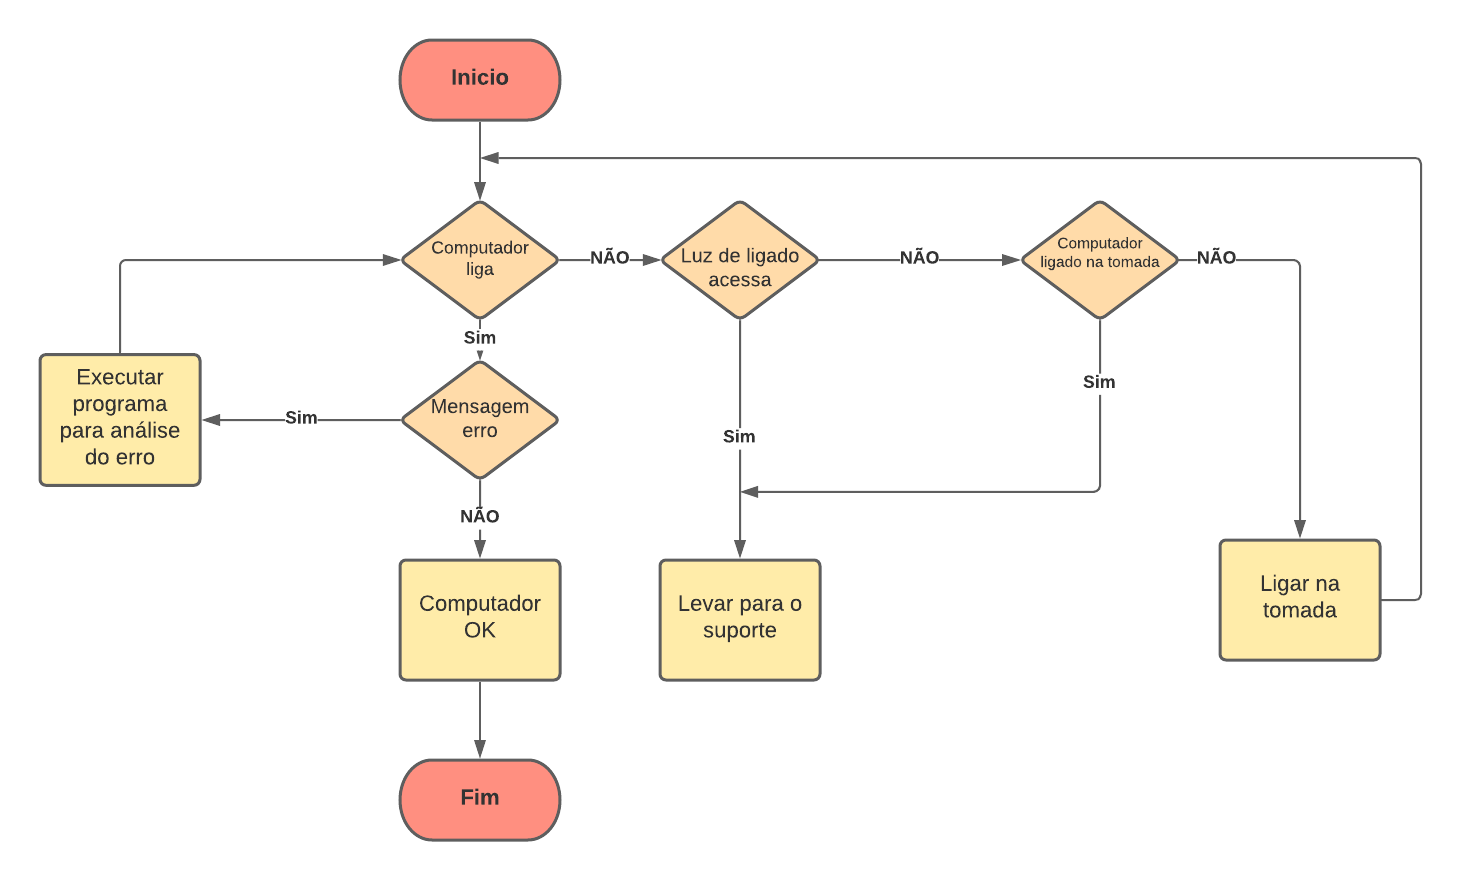 Inicio
Computador
liga
NÃO
Luz de ligado
acessa
NÃO
Computador
ligado na tomada
NÃO
Sim
Executar
programa
para análise
do erro
Sim
Mensagem
erro
Sim
Sim
NÃO
Computador
OK
Levar para o
suporte
Ligar na
tomada
Fim